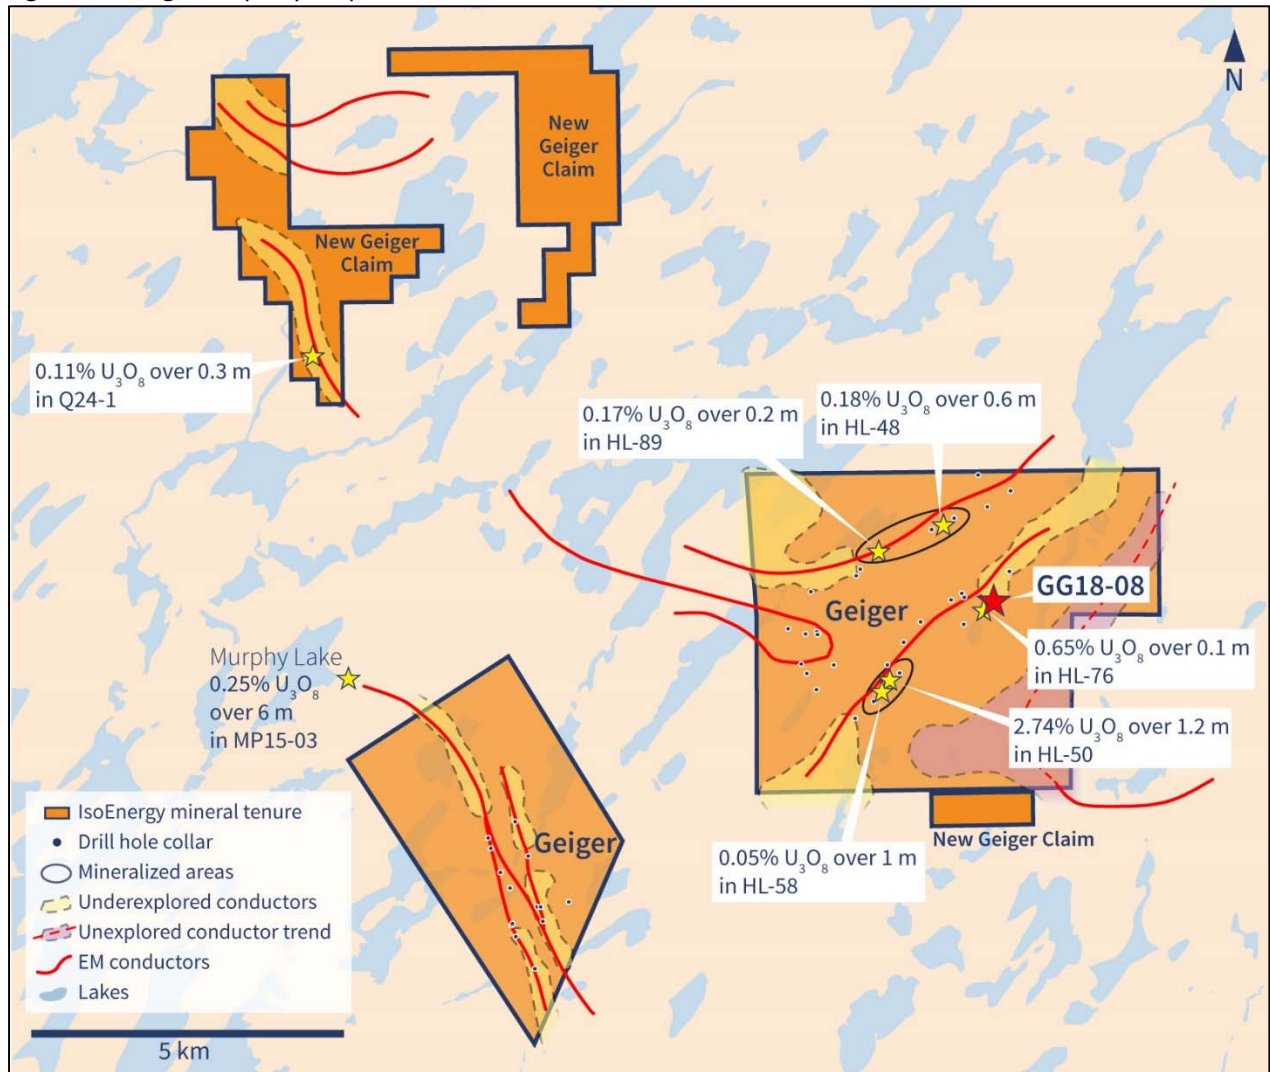 N
New
Geiger
Claim
New Geiger
Claim
0.11% U₃O₈ over 0.3 m
in Q24-1
0.17% U₃O₈ over 0.2 m
in HL-89
0.18% U₃O₈ over 0.6 m
in HL-48
Geiger
GG18-08
0.65% U₃O₈ over 0.1 m
in HL-76
2.74% U₃O₈ over 1.2 m
in HL-50
Murphy Lake
0.25% U₃O₈
over 6 m
in MP15-03
Geiger
New Geiger Claim
0.05% U₃O₈ over 1 m
in HL-58
IsoEnergy mineral tenure
Drill hole collar
Mineralized areas
Underexplored conductors
Unexplored conductor trend
EM conductors
Lakes
5 km